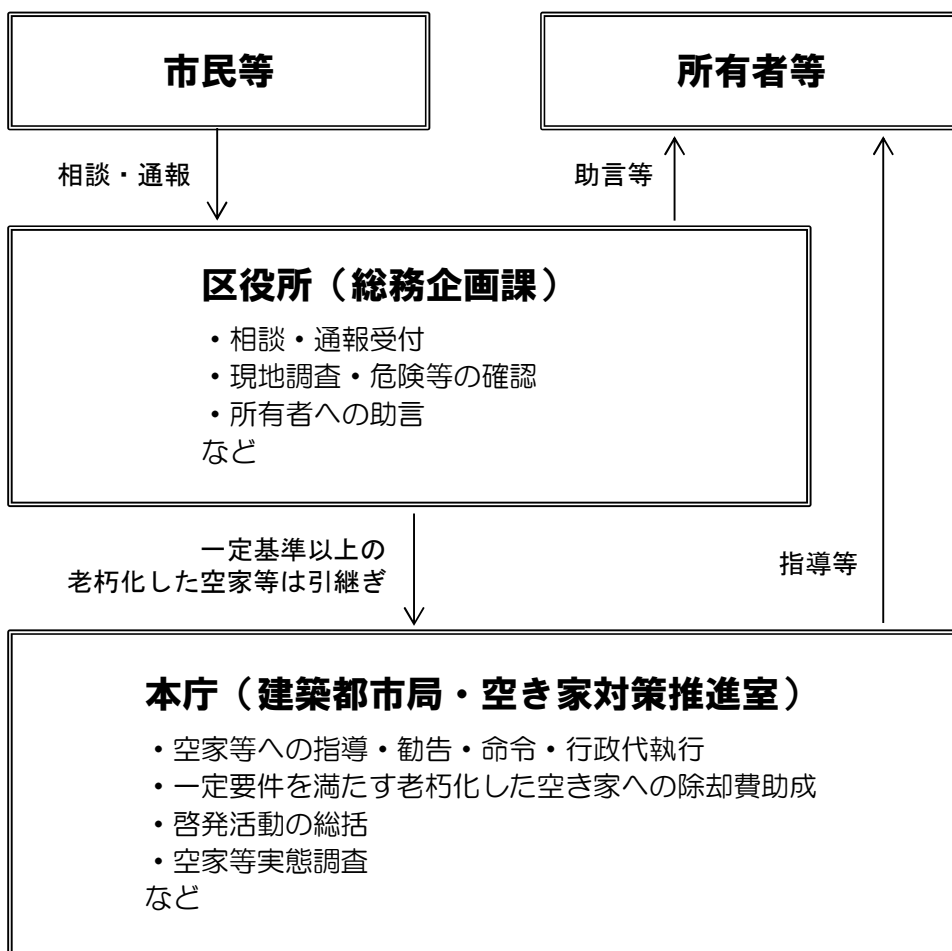 市民等
所有者等
相談・通報
助言等
区役所（総務企画課）
・相談・通報受付
・現地調査・危険等の確認
・所有者への助言
など
一定基準以上の
老朽化した空家等は引継ぎ
指導等
本庁（建築都市局・空き家対策推進室）
・空家等への指導・勧告・命令・行政代執行
・一定要件を満たす老朽化した空き家への除却費助成
・啓発活動の総括
・空家等実態調査
など